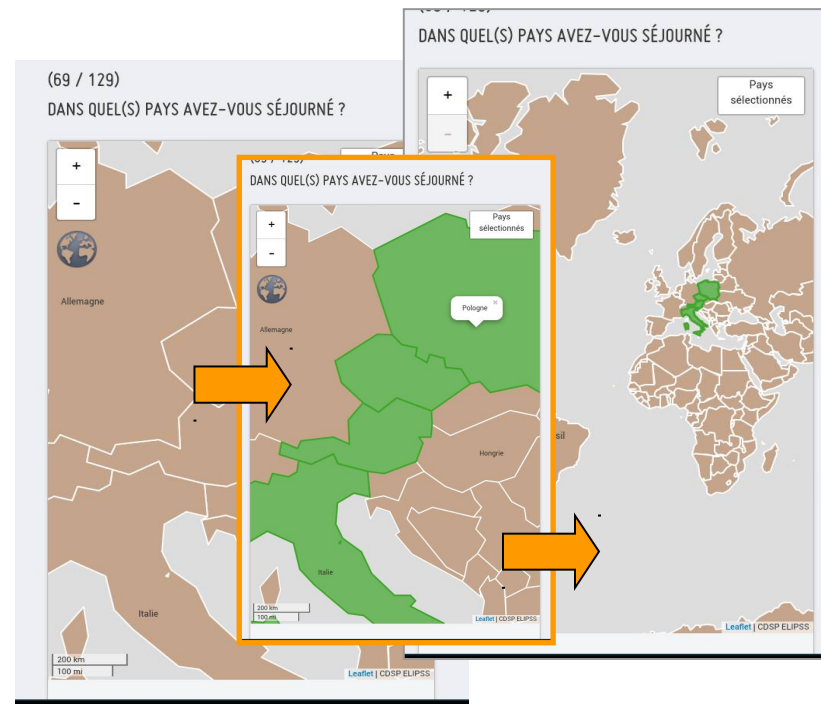 (69 / 129)
DANS QUEL(S) PAYS AVEZ-VOUS SÉJOURNÉ ?
+
-
Allemagne
Italie
200 km
100 mi
Leaflet | CDSP ELIPSS
DANS QUEL(S) PAYS AVEZ-VOUS SÉJOURNÉ ?
+
-
Pays
sélectionnés
Pologne ×
Allemagne
Hongrie
Italie
200 km
100 mi
Leaflet | CDSP ELIPSS
DANS QUEL(S) PAYS AVEZ-VOUS SÉJOURNÉ ?
+
-
Pays
sélectionnés
sil
Leaflet | CDSP ELIPSS